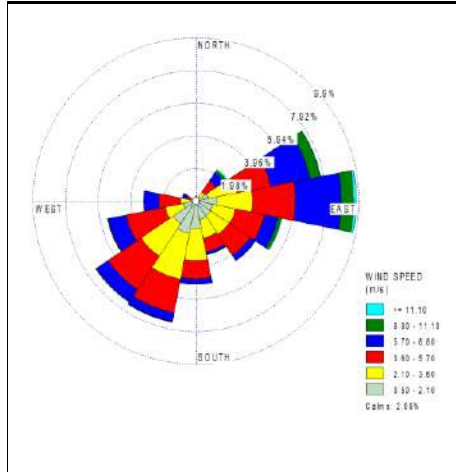 NORTH
9.9%
7.92%
5.94%
3.96%
1.98%
WEST
EAST
SOUTH
WIND SPEED
(m/s)
>= 11.10
8.80 - 11.10
5.70 - 8.80
3.60 - 5.70
2.10 - 3.60
0.50 - 2.10
Calms: 2.06%